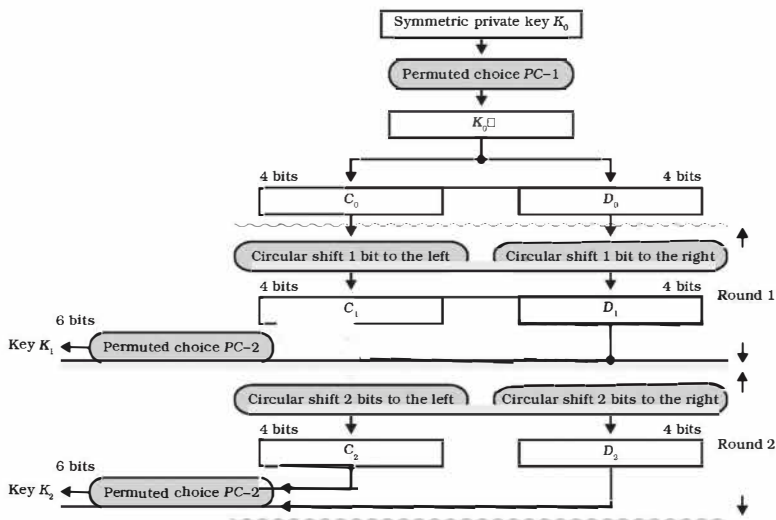 Symmetric private key K₀
Permuted choice PC–1
K₀□
4 bits 4 bits
C₀ D₀
Circular shift 1 bit to the left Circular shift 1 bit to the right
4 bits 4 bits
C₁ D₁ Round 1
6 bits
Key K₁ Permuted choice PC–2
Circular shift 2 bits to the left Circular shift 2 bits to the right
4 bits 4 bits
C₂ D₂ Round 2
6 bits
Key K₂ Permuted choice PC–2